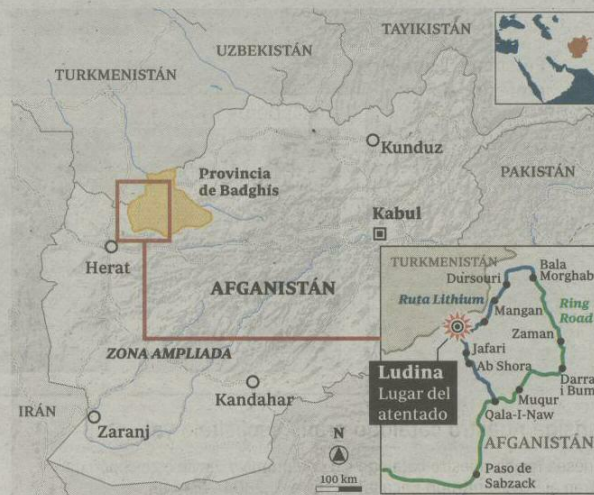 TAYIKISTÁN
UZBEKISTÁN
TURKMENISTÁN
Kunduz
PAKISTÁN
Provincia
de Badghis
Kabul
Herat
AFGANISTÁN
ZONA AMPLIADA
Kandahar
IRÁN
Zaranj
N
100 km
TURKMENISTÁN
Bala
Morghab
Dursouri
Ruta Lithium
Ring
Road
Mangan
Zaman
Jafari
Ab Shora
Ludina
Lugar del
atentado
Darra
i Bum
Muqur
Qala-I-Naw
AFGANISTÁN
Paso de
Sabzack